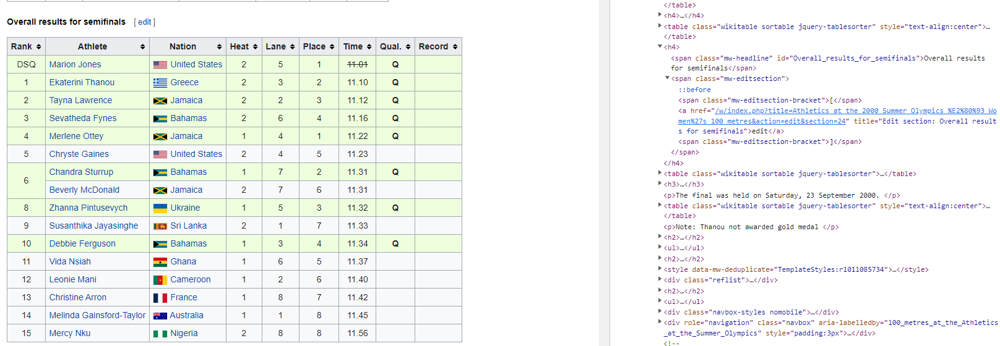 Overall results for semifinals [ edit ]
Rank Athlete Nation Heat Lane Place Time Qual. Record
DSQ Marion Jones United States 2 5 1 11.01 Q
1 Ekaterini Thanou Greece 2 3 2 11.10 Q
2 Tayna Lawrence Jamaica 2 2 3 11.12 Q
3 Sevatheda Fynes Bahamas 2 6 4 11.16 Q
4 Merlene Ottey Jamaica 1 4 1 11.22 Q
5 Chryste Gaines United States 2 4 5 11.23
6 Chandra Sturrup Bahamas 1 7 2 11.31 Q
Beverly McDonald Jamaica 2 7 6 11.31
8 Zhanna Pintusevych Ukraine 1 5 3 11.32 Q
9 Susanthika Jayasinghe Sri Lanka 2 1 7 11.33
10 Debbie Ferguson Bahamas 1 3 4 11.34 Q
11 Vida Nsiah Ghana 1 6 5 11.37
12 Leonie Mani Cameroon 1 2 6 11.40
13 Christine Arron France 1 8 7 11.42
14 Melinda Gainsford-Taylor Australia 1 1 8 11.45
15 Mercy Nku Nigeria 2 8 8 11.56
</table>
<h4>…</h4>
<table class="wikitable sortable jquery-tablesorter" style="text-align:center">…
</table>
<h4>
<span class="mw-headline" id="Overall_results_for_semifinals">Overall results
for semifinals</span>
<span class="mw-editsection">
::before
<span class="mw-editsection-bracket">[</span>
<a href="/w/index.php?title=Athletics_at_the_2000_Summer_Olympics_%E2%80%93_Wo
men%27s_100_metres&action=edit&section=24" title="Edit section: Overall result
s for semifinals">edit</a>
<span class="mw-editsection-bracket">]</span>
</span>
</h4>
<table class="wikitable sortable jquery-tablesorter">…</table>
<h3>…</h3>
<p>The final was held on Saturday, 23 September 2000. </p>
<table class="wikitable sortable jquery-tablesorter" style="text-align:center">…
</table>
<p>Note: Thanou not awarded gold medal </p>
<h2>…</h2>
<ul>…</ul>
<h2>…</h2>
<style data-mw-deduplicate="TemplateStyles:r1011085734">…</style>
<div class="reflist">…</div>
<h2>…</h2>
<ul>…</ul>
<div class="navbox-styles nomobile">…</div>
<div role="navigation" class="navbox" aria-labelledby="100_metres_at_the_Athletics
_at_the_Summer_Olympics" style="padding:3px">…</div>
<!--